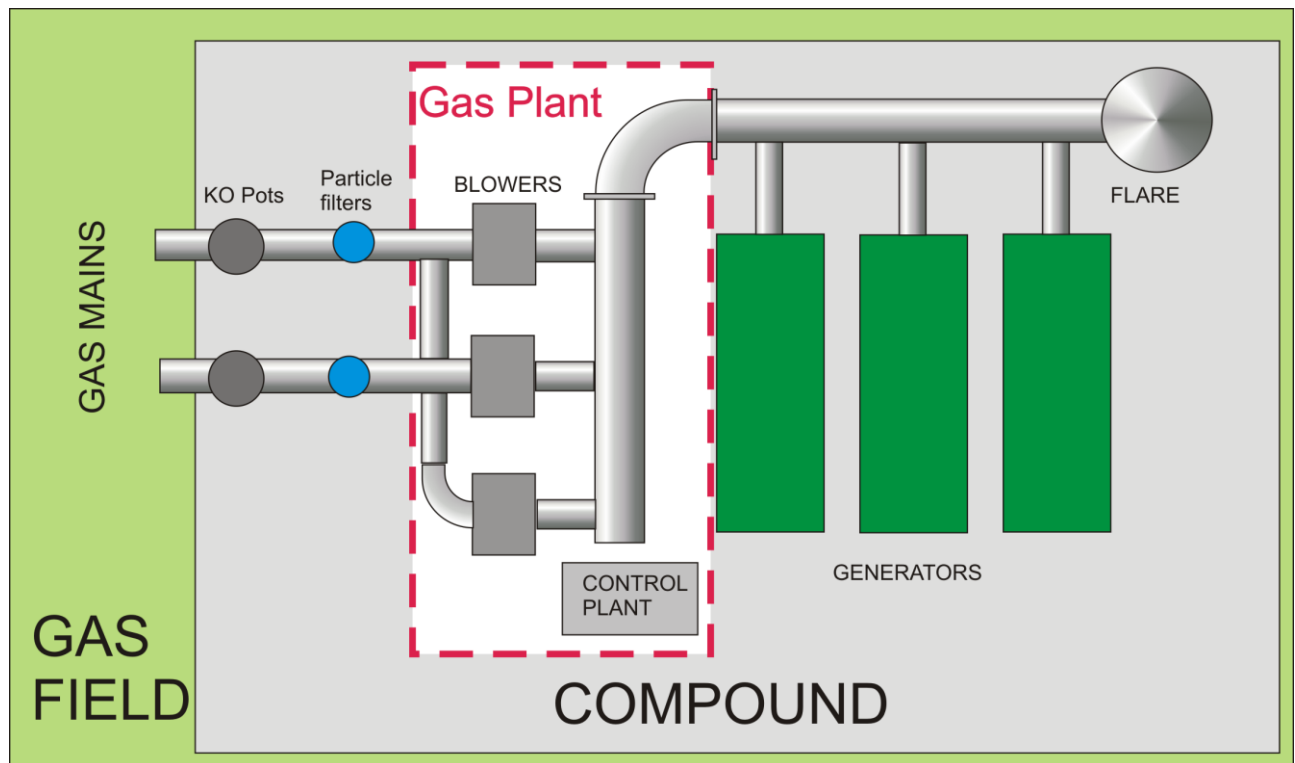 Gas Plant
KO Pots
Particle
filters
BLOWERS
FLARE
GAS MAINS
GENERATORS
CONTROL
PLANT
GAS
FIELD
COMPOUND